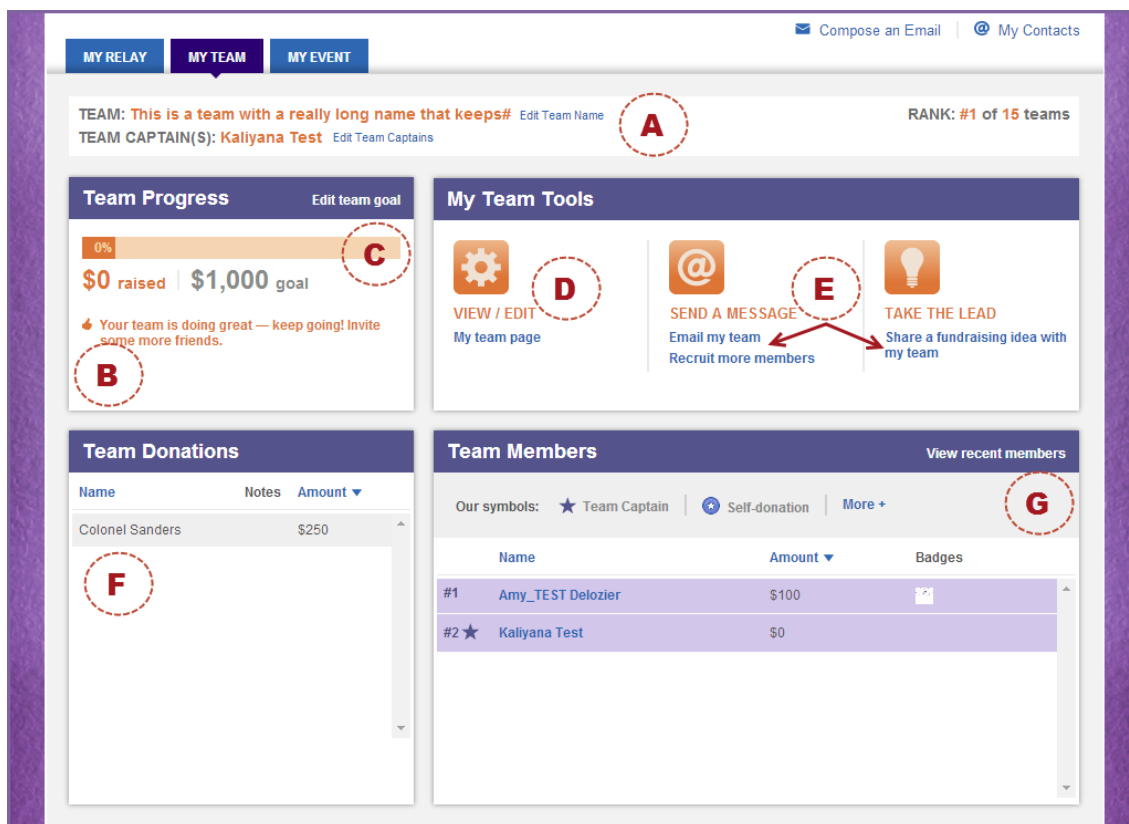 Compose an Email
My Contacts
MY RELAY
MY TEAM
MY EVENT
TEAM: This is a team with a really long name that keeps# Edit Team Name
A
RANK: #1 of 15 teams
TEAM CAPTAIN(S): Kaliyana Test Edit Team Captains
Team Progress
Edit team goal
0%
C
$0 raised
$1,000 goal
Your team is doing great — keep going! Invite
some more friends.
B
My Team Tools
D
VIEW / EDIT
My team page
SEND A MESSAGE
Email my team
Recruit more members
E
TAKE THE LEAD
Share a fundraising idea with
my team
Team Donations
Name
Notes
Amount
Colonel Sanders
$250
F
Team Members
View recent members
Our symbols:
Team Captain
Self-donation
More +
G
Name
Amount
Badges
#1
Amy_TEST Delozier
$100
#2
Kaliyana Test
$0